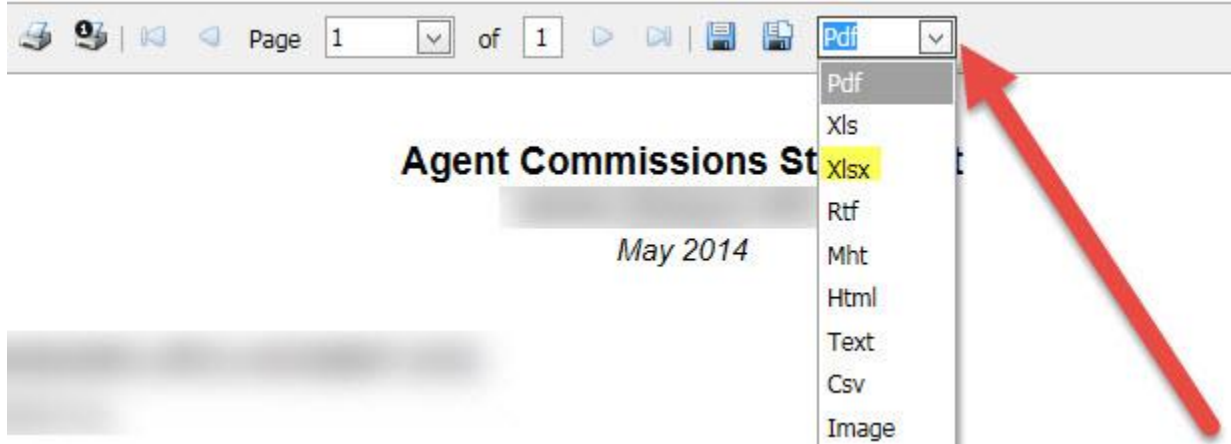 Page 1 of 1 Pdf
Pdf
Xls
Agent Commissions St t
Xlsx
Rtf
May 2014
Mht
Html
Text
Csv
Image